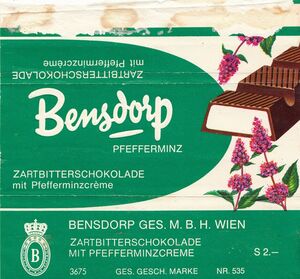 ZARTBITTERSCHOKOLADE
mit Pfefferminzcrème
Bensdorp
PFEFFERMINZ
ZARTBITTERSCHOKOLADE
mit Pfefferminzcrème
B
BENSDORP GES. M. B. H. WIEN
ZARTBITTERSCHOKOLADE
MIT PFEFFERMINZCREME
S 2.—
3675 GES. GESCH. MARKE NR. 535